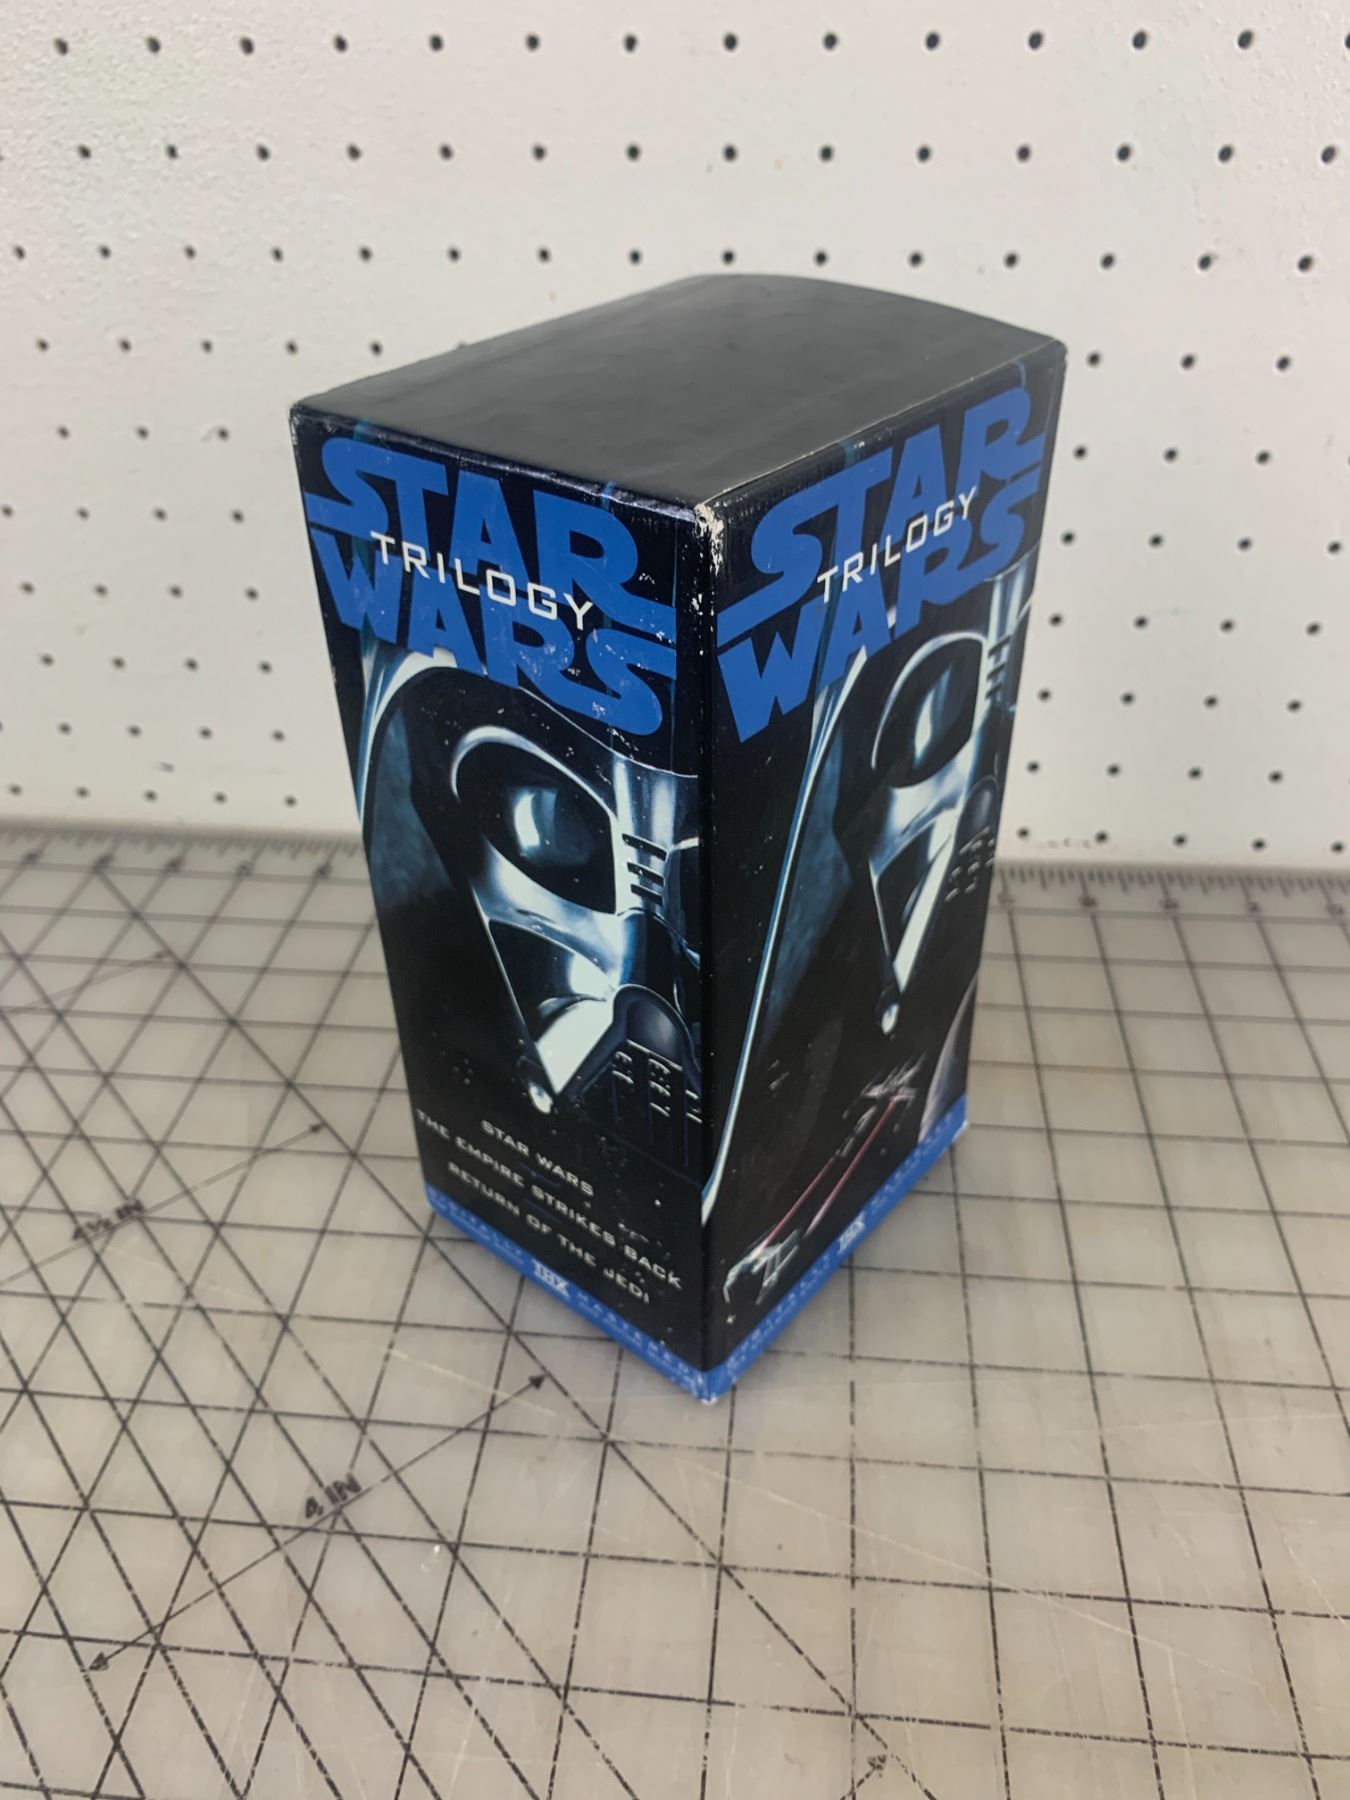 STAR
TRILOGY
WARS
STAR WARS
THE EMPIRE STRIKES BACK
RETURN OF THE JEDI
THX MASTERED
STAR
TRILOGY
WARS
THX
4 IN